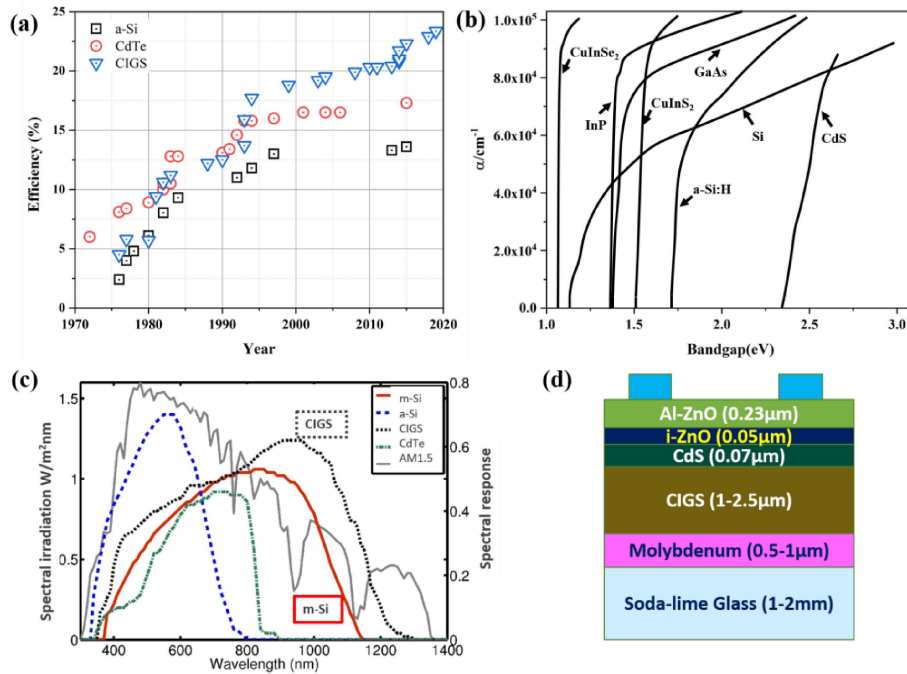 (a)
a-Si
CdTe
CIGS
25
20
15
10
5
0
Efficiency (%)
1970
1980
1990
2000
2010
2020
Year
(b)
1.0x10⁵
8.0x10⁴
6.0x10⁴
4.0x10⁴
2.0x10⁴
0.0
α/cm⁻¹
CuInSe₂
GaAs
InP
CuInS₂
Si
CdS
a-Si:H
1.0
1.5
2.0
2.5
3.0
Bandgap(eV)
(c)
1.5
1
0.5
0
Spectral irradiation W/m²nm
CIGS
m-Si
a-Si
CIGS
CdTe
AM1.5
m-Si
0.8
0.6
0.4
0.2
0.0
Spectral response
400
600
800
1000
1200
1400
Wavelength (nm)
(d)
Al-ZnO (0.23μm)
i-ZnO (0.05μm)
CdS (0.07μm)
CIGS (1-2.5μm)
Molybdenum (0.5-1μm)
Soda-lime Glass (1-2mm)